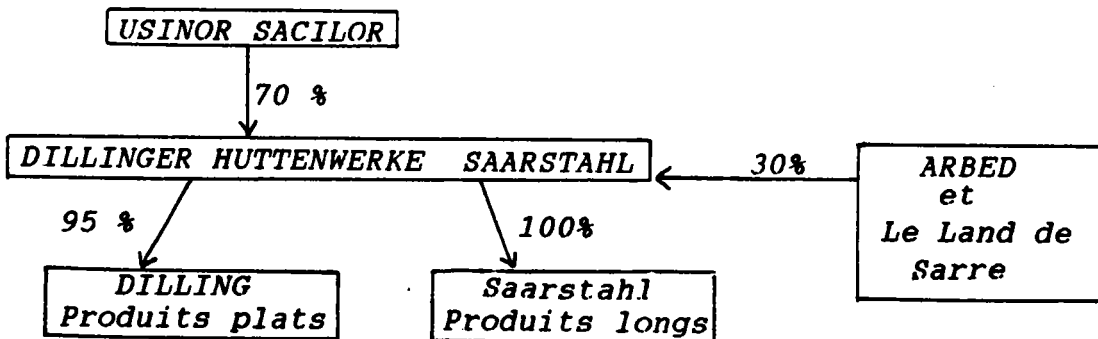 USINOR SACILOR
70 %
DILLINGER HUTTENWERKE SAARSTAHL
30%
ARBED
et
Le Land de
Sarre
95 %
100%
DILLING
Produits plats
Saarstahl
Produits longs